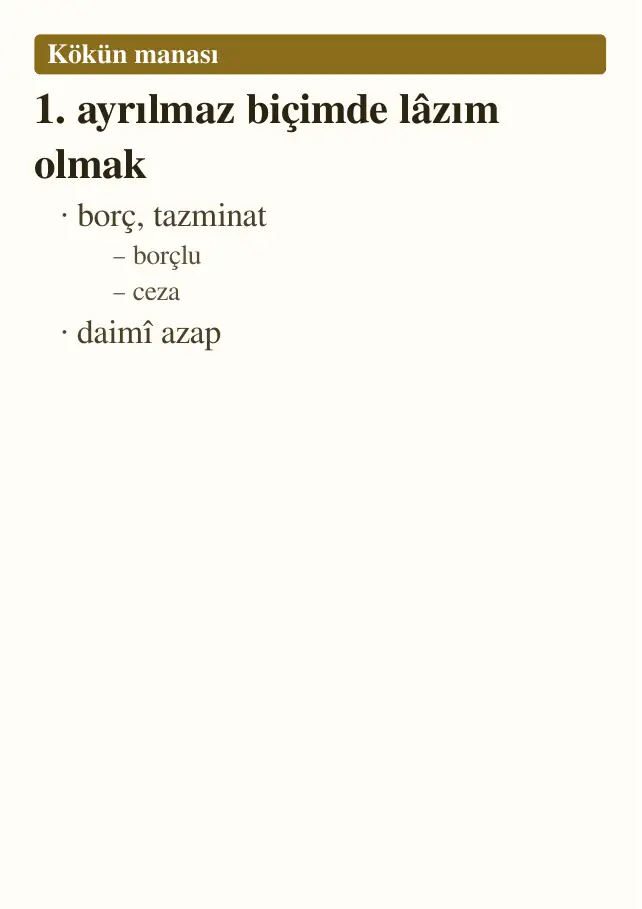 Kökün manası
1. ayrılmaz biçimde lâzım
olmak
· borç, tazminat
– borçlu
– ceza
· daimî azap